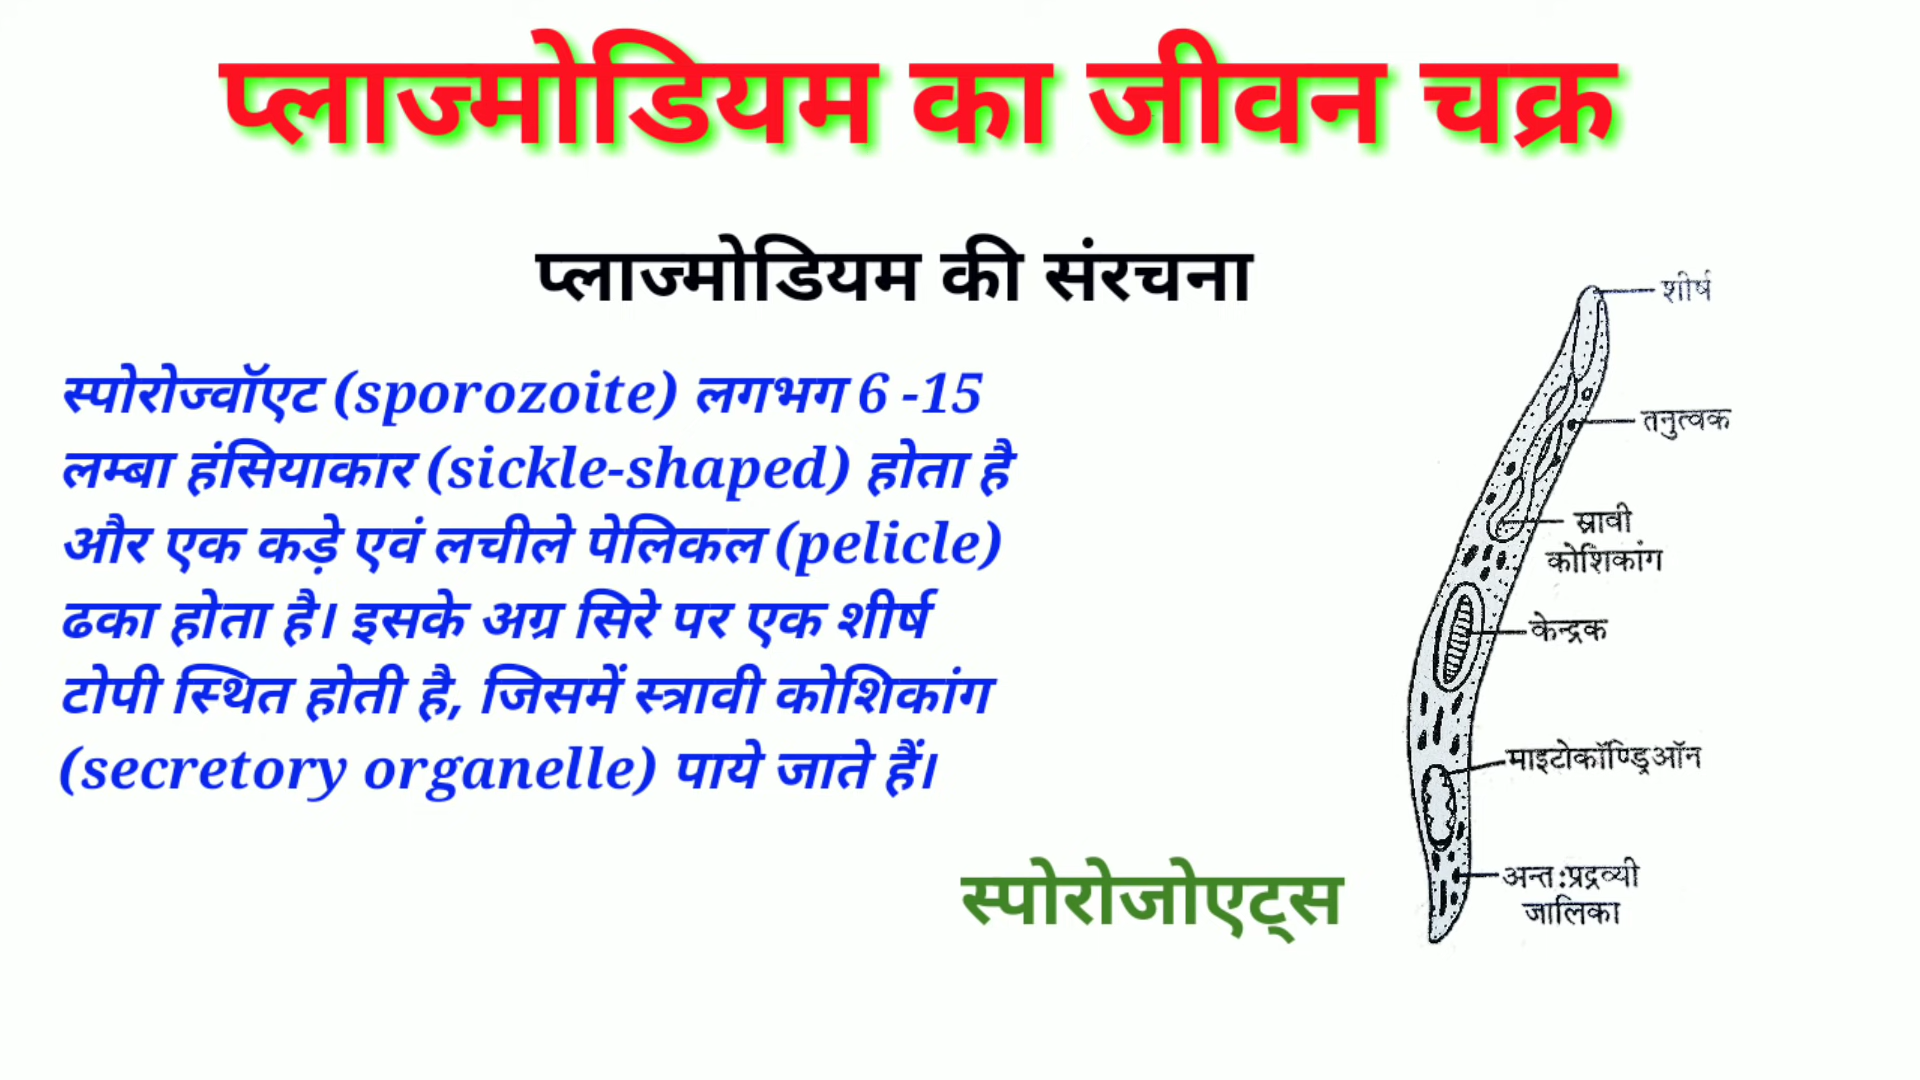 प्लाज्मोडियम का जीवन चक्र
प्लाज्मोडियम की संरचना
स्पोरोज्वॉएट (sporozoite) लगभग 6 -15
लम्बा हंसियाकार (sickle-shaped) होता है
और एक कड़े एवं लचीले पेलिकल (pelicle)
ढका होता है। इसके अग्र सिरे पर एक शीर्ष
टोपी स्थित होती है, जिसमें स्त्रावी कोशिकांग
(secretory organelle) पाये जाते हैं।
स्पोरोजोएट्स
शीर्ष
तनुत्वक
स्रावी
कोशिकांग
केन्द्रक
माइटोकॉण्ड्रिऑन
अन्त:प्रद्रव्यी
जालिका